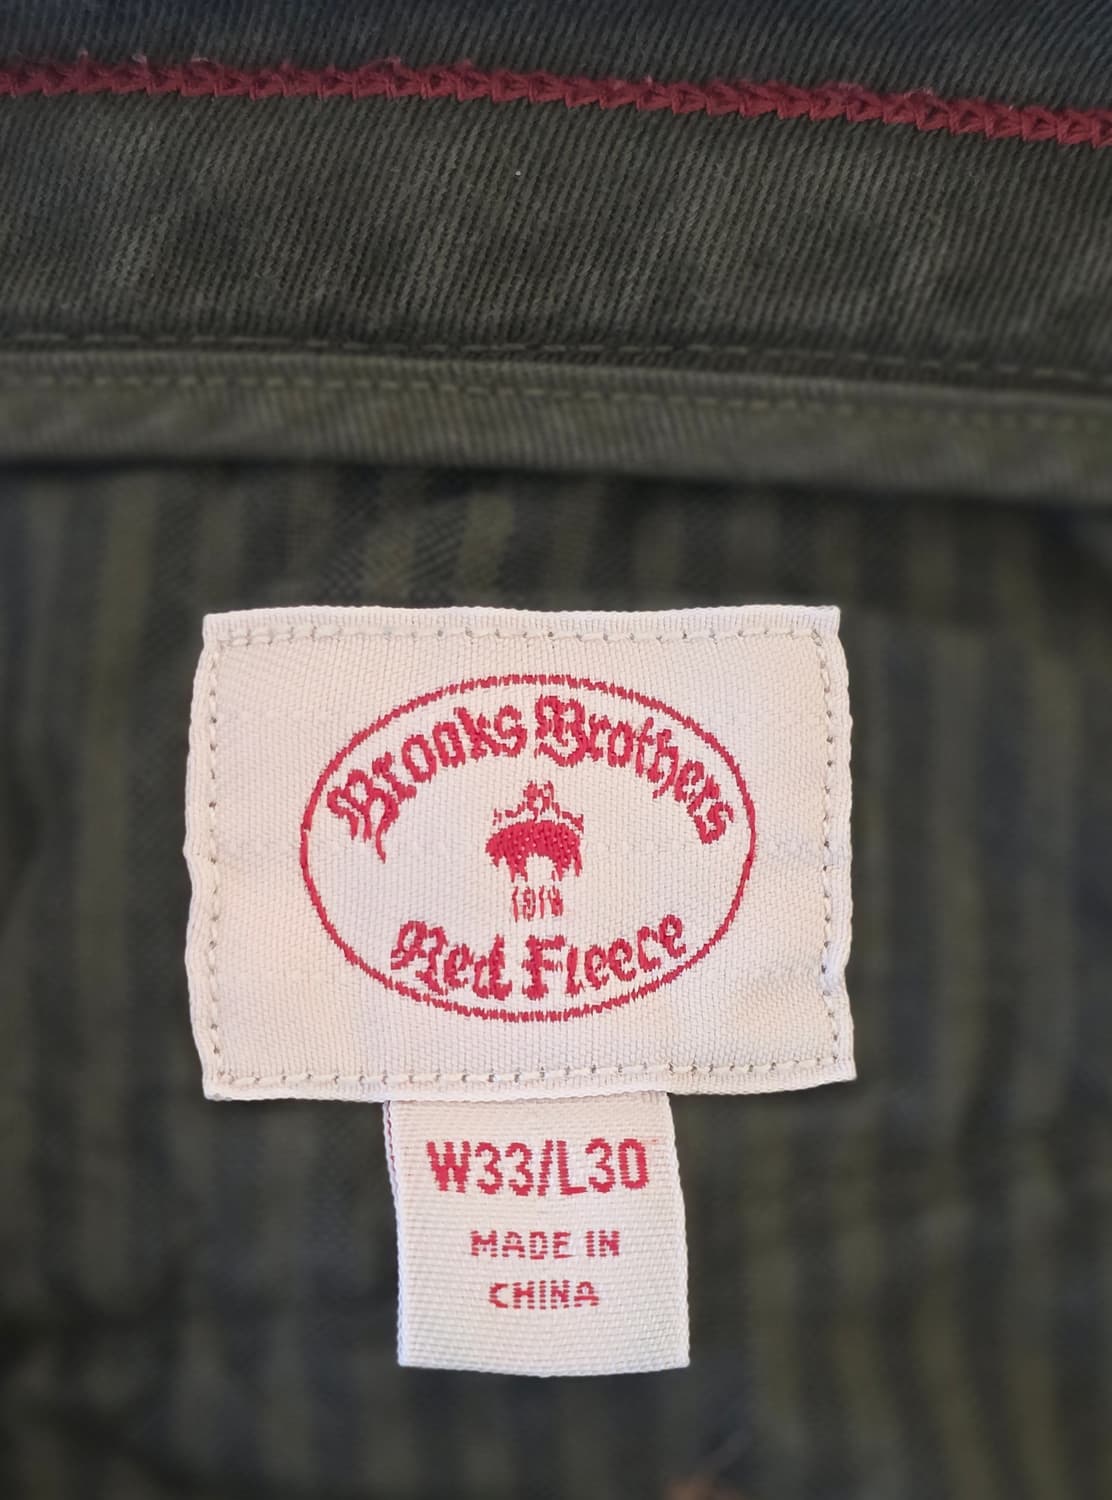 Brooks Brothers
1818
Red Fleece
W33/L30
MADE IN
CHINA